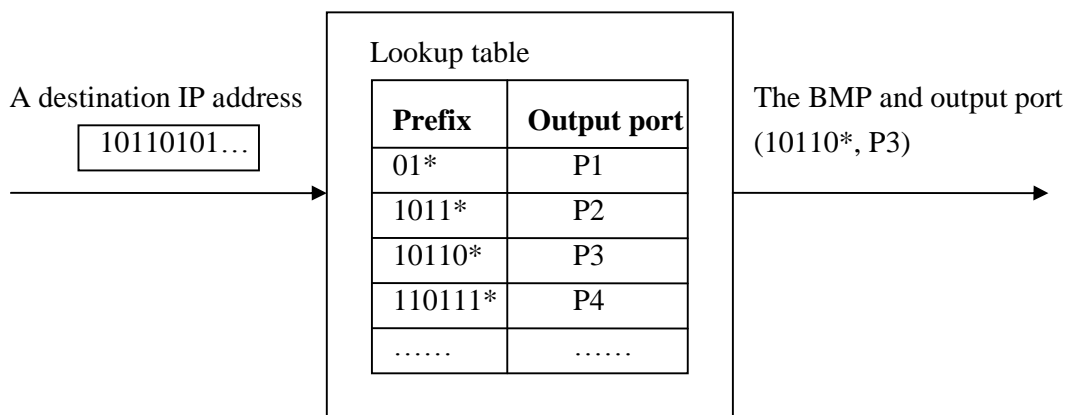 Lookup table
A destination IP address
10110101…
Prefix Output port
01* P1
1011* P2
10110* P3
110111* P4
…… ……
The BMP and output port
(10110*, P3)